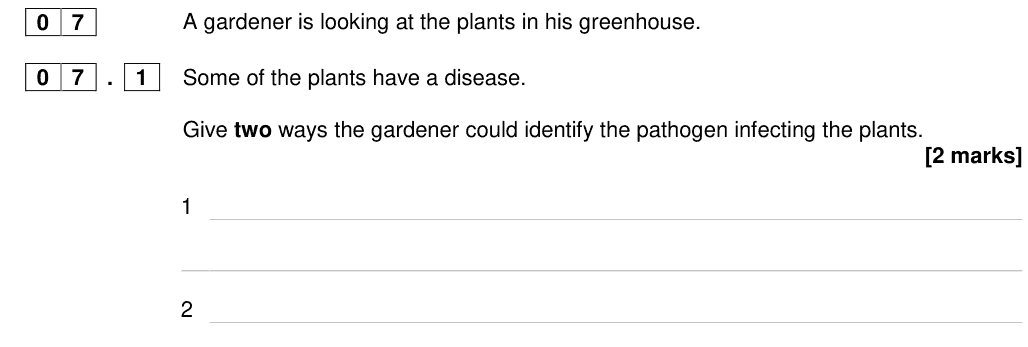 0 7 A gardener is looking at the plants in his greenhouse.
0 7 . 1 Some of the plants have a disease.
Give two ways the gardener could identify the pathogen infecting the plants.
[2 marks]
1
2